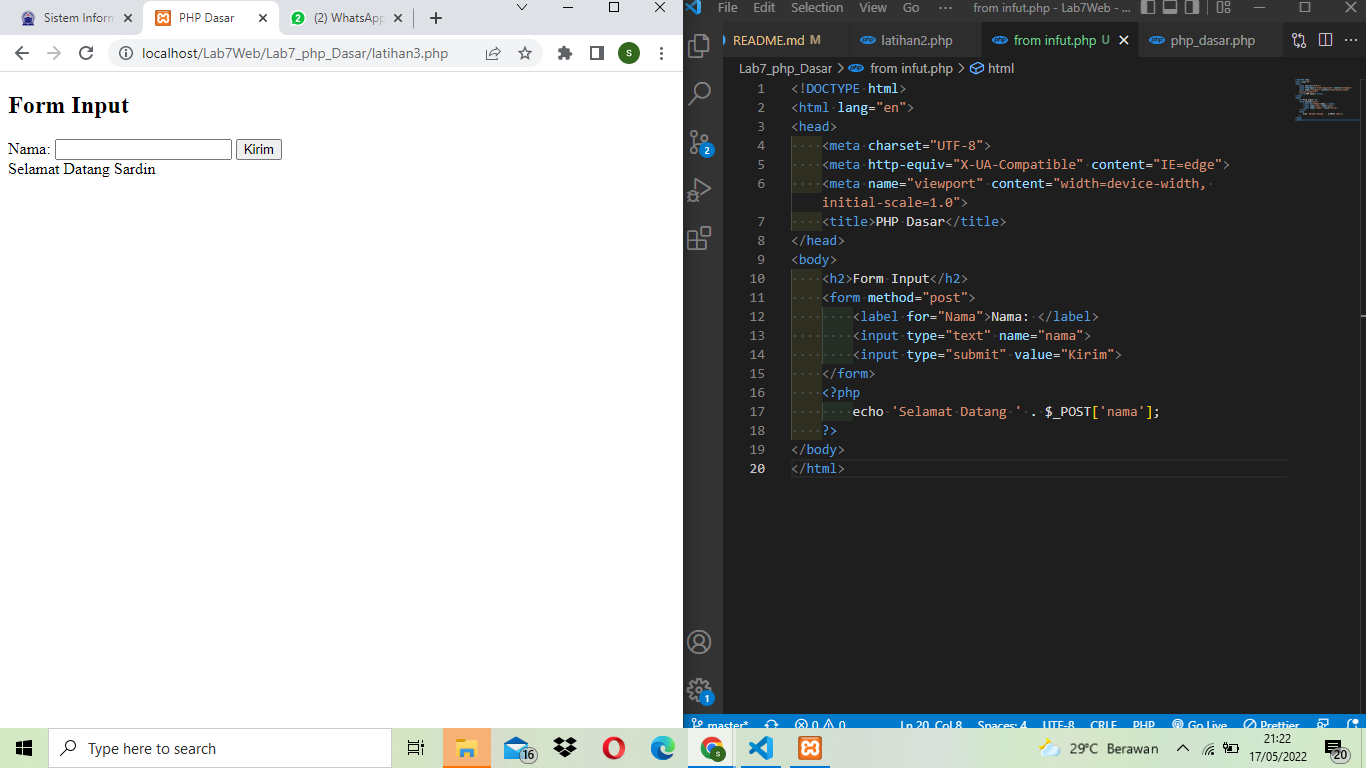 Sistem Inform
PHP Dasar
(2) WhatsApp
localhost/Lab7Web/Lab7_php_Dasar/latihan3.php
S
Form Input
Nama:
Kirim
Selamat Datang Sardin
File Edit Selection View Go ··· from infut.php - Lab7Web - ...
README.md M
latihan2.php
from infut.php U
php_dasar.php
Lab7_php_Dasar > from infut.php > html
1 <!DOCTYPE html>
2 <html lang="en">
3 <head>
4 <meta charset="UTF-8">
5 <meta http-equiv="X-UA-Compatible" content="IE=edge">
6 <meta name="viewport" content="width=device-width,
initial-scale=1.0">
7 <title>PHP Dasar</title>
8 </head>
9 <body>
10 <h2>Form Input</h2>
11 <form method="post">
12 <label for="Nama">Nama: </label>
13 <input type="text" name="nama">
14 <input type="submit" value="Kirim">
15 </form>
16 <?php
17 echo 'Selamat Datang ' . $_POST['nama'];
18 ?>
19 </body>
20 </html>
2
1
master* 0 0 Ln 20, Col 8 Spaces: 4 UTF-8 CRLF PHP Go Live Prettier
Type here to search
16
S
29°C Berawan
21:22
17/05/2022
20